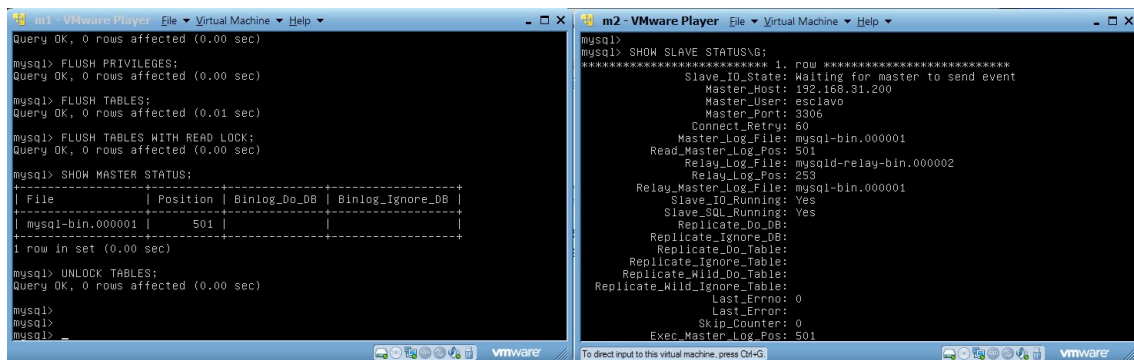 m1 - VMware Player File ▾ Virtual Machine ▾ Help ▾
Query OK, 0 rows affected (0.00 sec)
mysql> FLUSH PRIVILEGES;
Query OK, 0 rows affected (0.00 sec)
mysql> FLUSH TABLES;
Query OK, 0 rows affected (0.01 sec)
mysql> FLUSH TABLES WITH READ LOCK;
Query OK, 0 rows affected (0.00 sec)
mysql> SHOW MASTER STATUS;
+------------------+----------+--------------+------------------+
| File | Position | Binlog_Do_DB | Binlog_Ignore_DB |
+------------------+----------+--------------+------------------+
| mysql-bin.000001 | 501 | | |
+------------------+----------+--------------+------------------+
1 row in set (0.00 sec)
mysql> UNLOCK TABLES;
Query OK, 0 rows affected (0.00 sec)
mysql>
mysql>
mysql> _
vmware
m2 - VMware Player File ▾ Virtual Machine ▾ Help ▾
mysql>
mysql> SHOW SLAVE STATUS\G;
*************************** 1. row ***************************
Slave_IO_State: Waiting for master to send event
Master_Host: 192.168.31.200
Master_User: esclavo
Master_Port: 3306
Connect_Retry: 60
Master_Log_File: mysql-bin.000001
Read_Master_Log_Pos: 501
Relay_Log_File: mysqld-relay-bin.000002
Relay_Log_Pos: 253
Relay_Master_Log_File: mysql-bin.000001
Slave_IO_Running: Yes
Slave_SQL_Running: Yes
Replicate_Do_DB:
Replicate_Ignore_DB:
Replicate_Do_Table:
Replicate_Ignore_Table:
Replicate_Wild_Do_Table:
Replicate_Wild_Ignore_Table:
Last_Errno: 0
Last_Error:
Skip_Counter: 0
Exec_Master_Log_Pos: 501
To direct input to this virtual machine, press Ctrl+G.
vmware